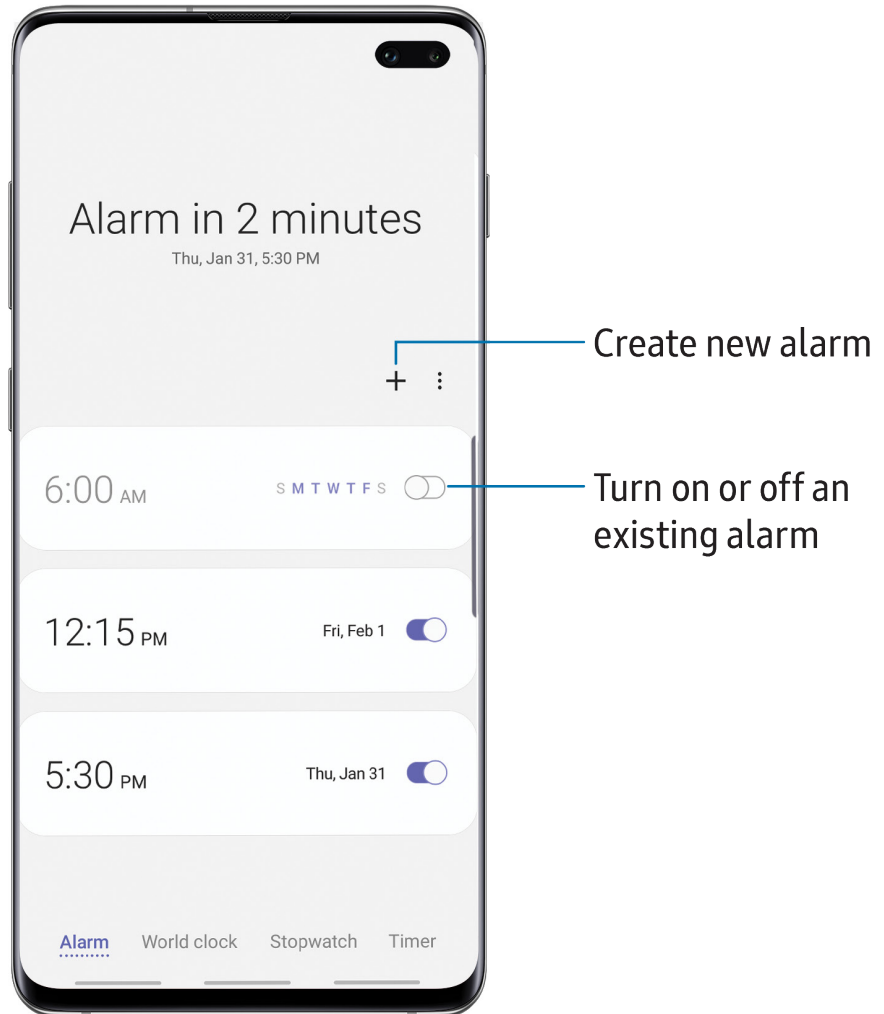 Alarm in 2 minutes
Thu, Jan 31, 5:30 PM
Create new alarm
6:00 AM
S M T W T F S
Turn on or off an
existing alarm
12:15 PM
Fri, Feb 1
5:30 PM
Thu, Jan 31
Alarm
World clock
Stopwatch
Timer